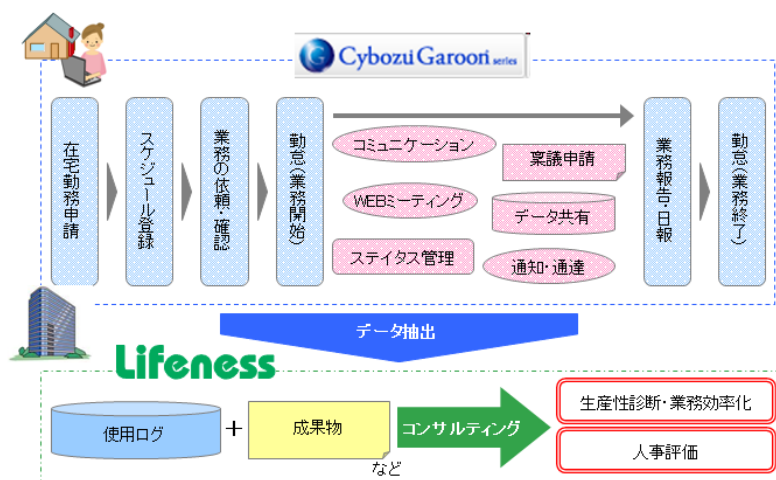 Cybozu Garoon series
在宅勤務申請
スケジュール登録
業務の依頼・確認
勤怠(業務開始)
コミュニケーション
稟議申請
WEBミーティング
データ共有
ステイタス管理
通知・通達
業務報告・日報
勤怠(業務終了)
データ抽出
Lifeness
使用ログ
+
成果物
など
コンサルティング
生産性診断・業務効率化
人事評価